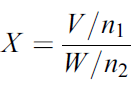 X = \frac{V/n_1}{W/n_2}